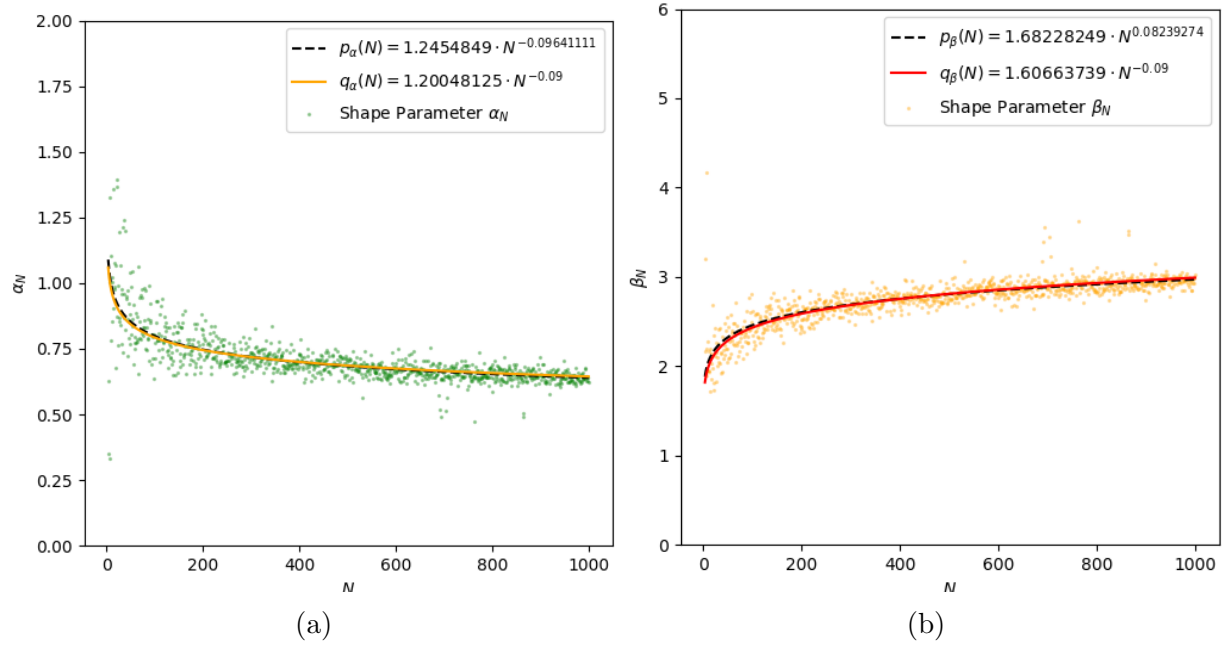 2.00
1.75
1.50
1.25
1.00
0.75
0.50
0.25
0.00
α_N
0 200 400 600 800 1000
N
p_α(N) = 1.2454849 · N^−0.09641111
q_α(N) = 1.20048125 · N^−0.09
Shape Parameter α_N
(a)
6
5
4
3
2
1
0
β_N
0 200 400 600 800 1000
N
p_β(N) = 1.68228249 · N^0.08239274
q_β(N) = 1.60663739 · N^−0.09
Shape Parameter β_N
(b)